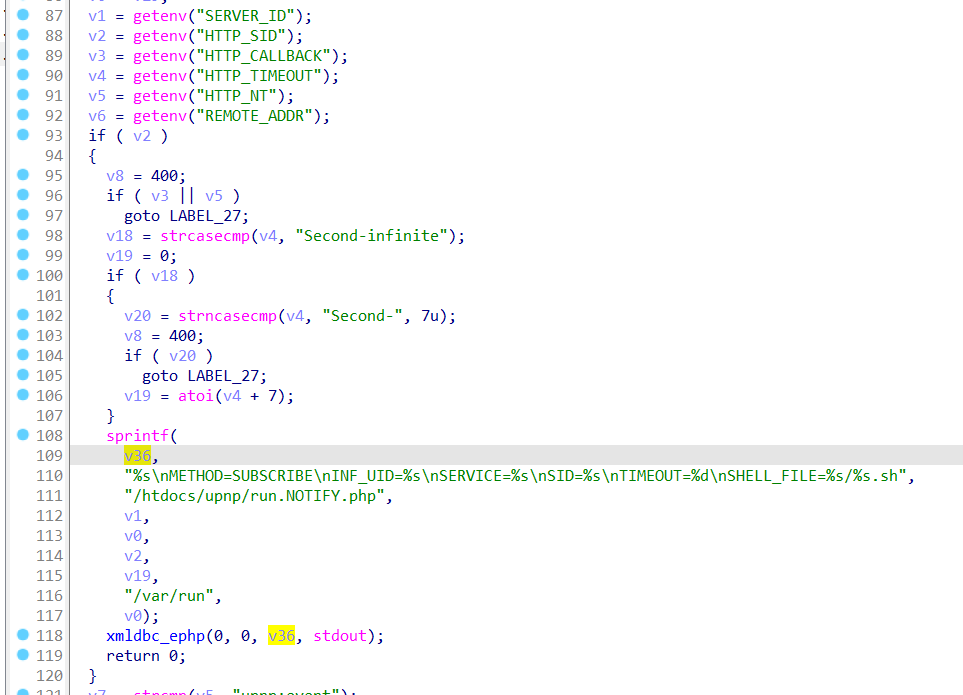 87 v1 = getenv("SERVER_ID");
88 v2 = getenv("HTTP_SID");
89 v3 = getenv("HTTP_CALLBACK");
90 v4 = getenv("HTTP_TIMEOUT");
91 v5 = getenv("HTTP_NT");
92 v6 = getenv("REMOTE_ADDR");
93 if ( v2 )
94 {
95 v8 = 400;
96 if ( v3 || v5 )
97 goto LABEL_27;
98 v18 = strcasecmp(v4, "Second-infinite");
99 v19 = 0;
100 if ( v18 )
101 {
102 v20 = strncasecmp(v4, "Second-", 7u);
103 v8 = 400;
104 if ( v20 )
105 goto LABEL_27;
106 v19 = atoi(v4 + 7);
107 }
108 sprintf(
109 v36,
110 "%s\nMETHOD=SUBSCRIBE\nINF_UID=%s\nSERVICE=%s\nSID=%s\nTIMEOUT=%d\nSHELL_FILE=%s/%s.sh",
111 "/htdocs/upnp/run.NOTIFY.php",
112 v1,
113 v0,
114 v2,
115 v19,
116 "/var/run",
117 v0);
118 xmldbc_ephp(0, 0, v36, stdout);
119 return 0;
120 }